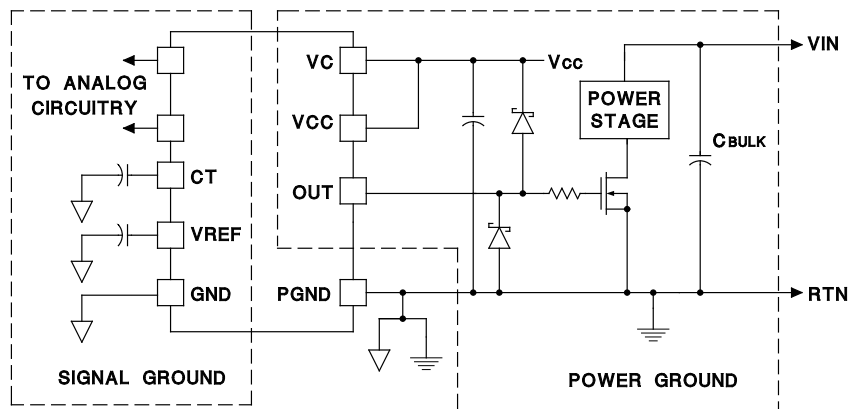 VC
Vcc
VIN
TO ANALOG
CIRCUITRY
VCC
POWER
STAGE
CBULK
CT
OUT
VREF
GND
PGND
RTN
SIGNAL GROUND
POWER GROUND